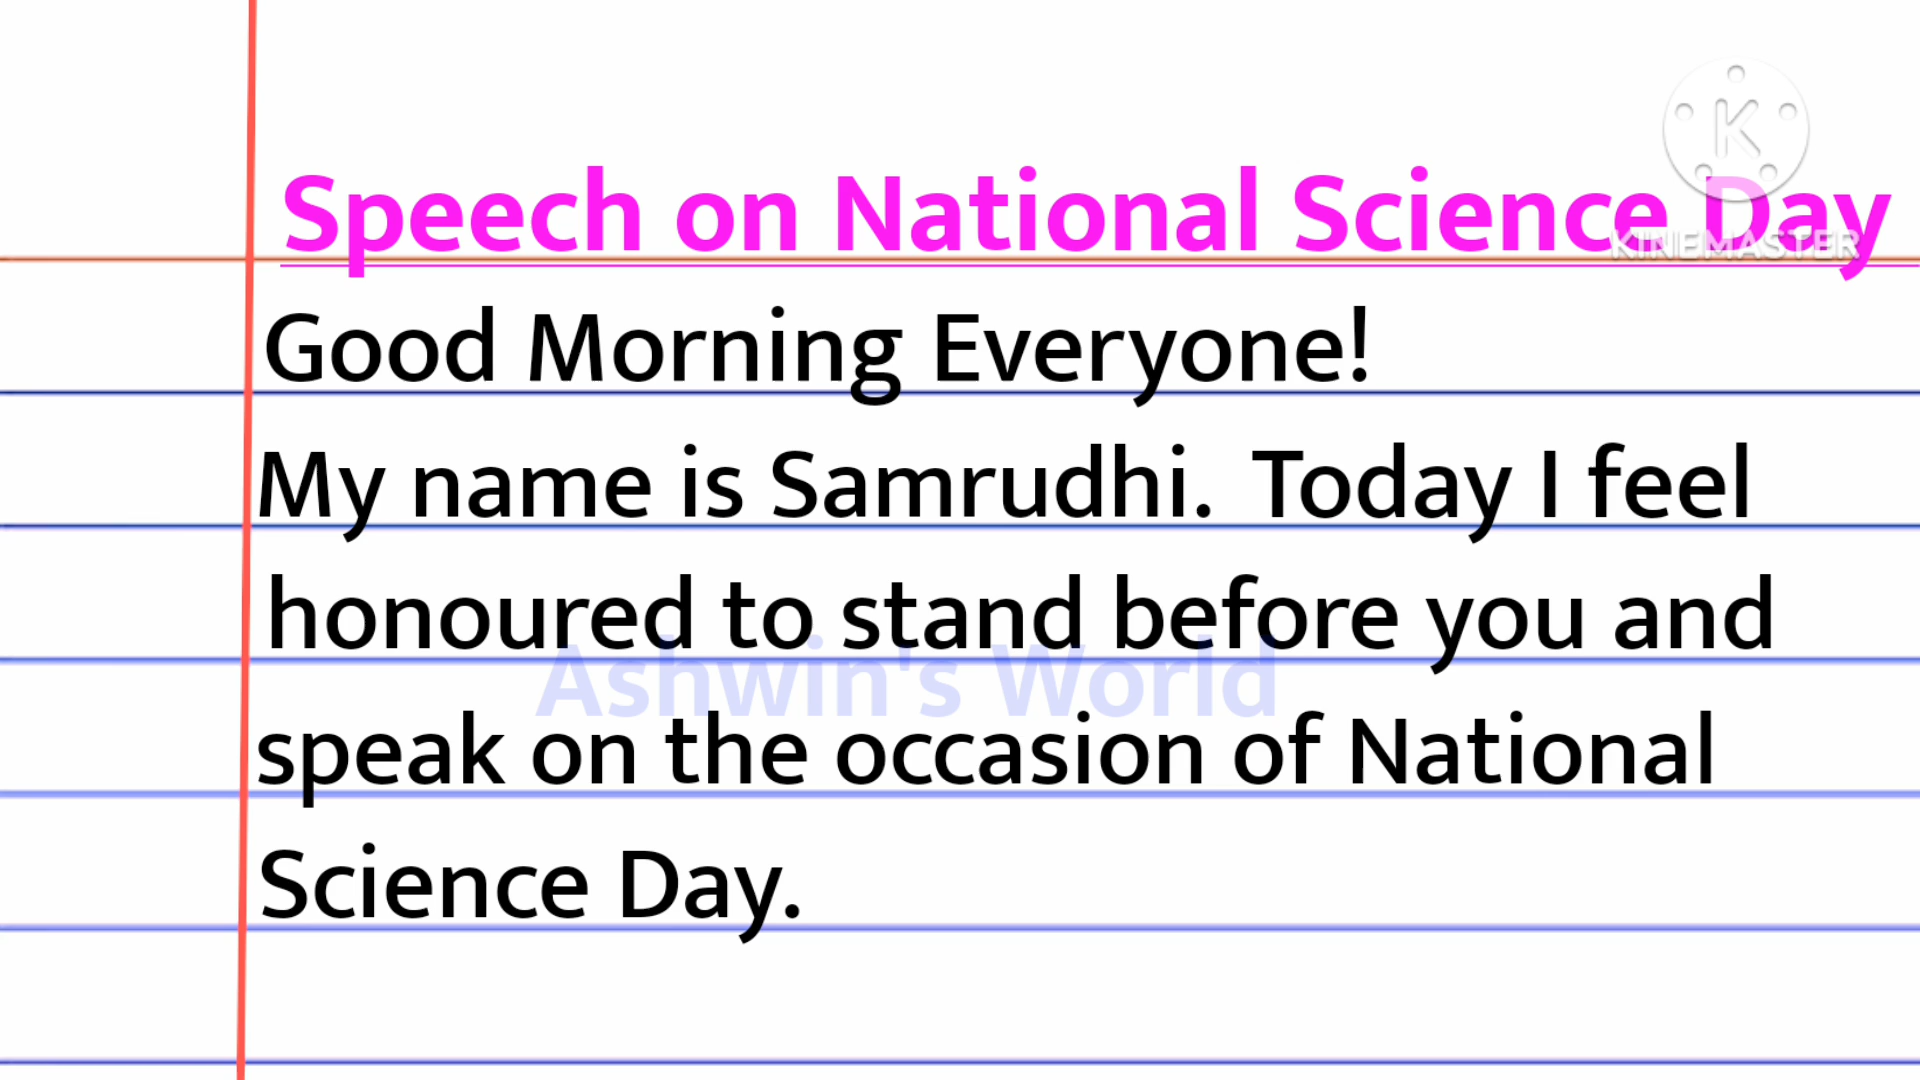 K
KINEMASTER
Speech on National Science Day
Good Morning Everyone!
My name is Samrudhi. Today I feel
honoured to stand before you and
Ashwin's World
speak on the occasion of National
Science Day.